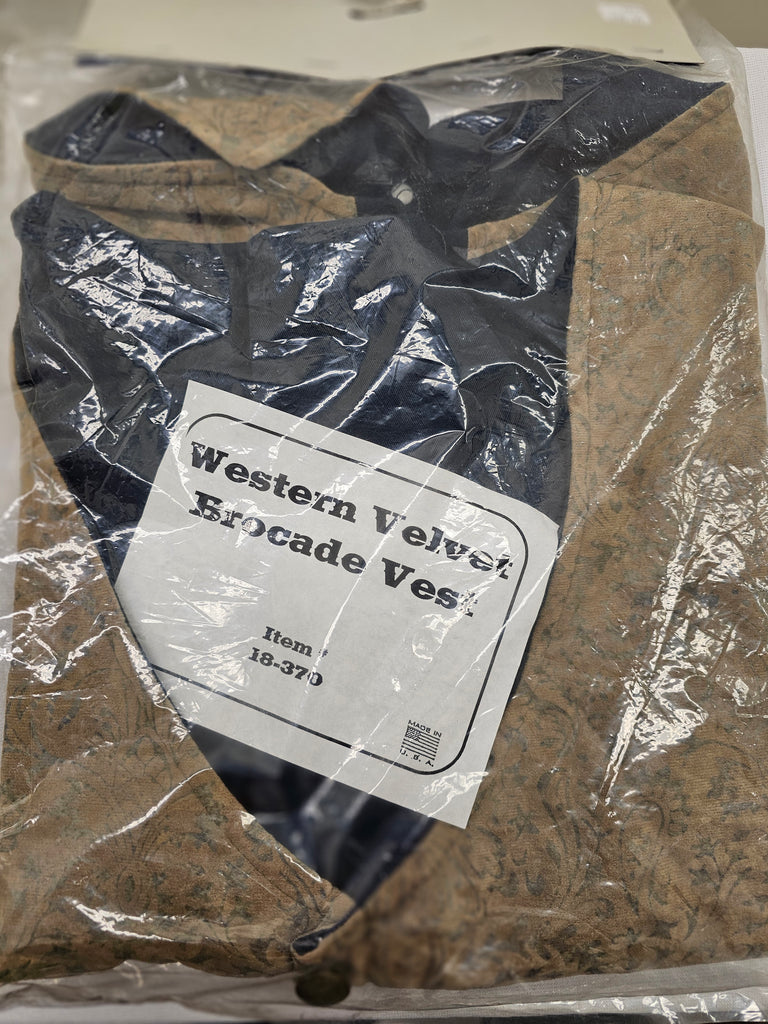 Western Velvet
Brocade Vest
Item #
18-370
MADE IN
U.S.A.